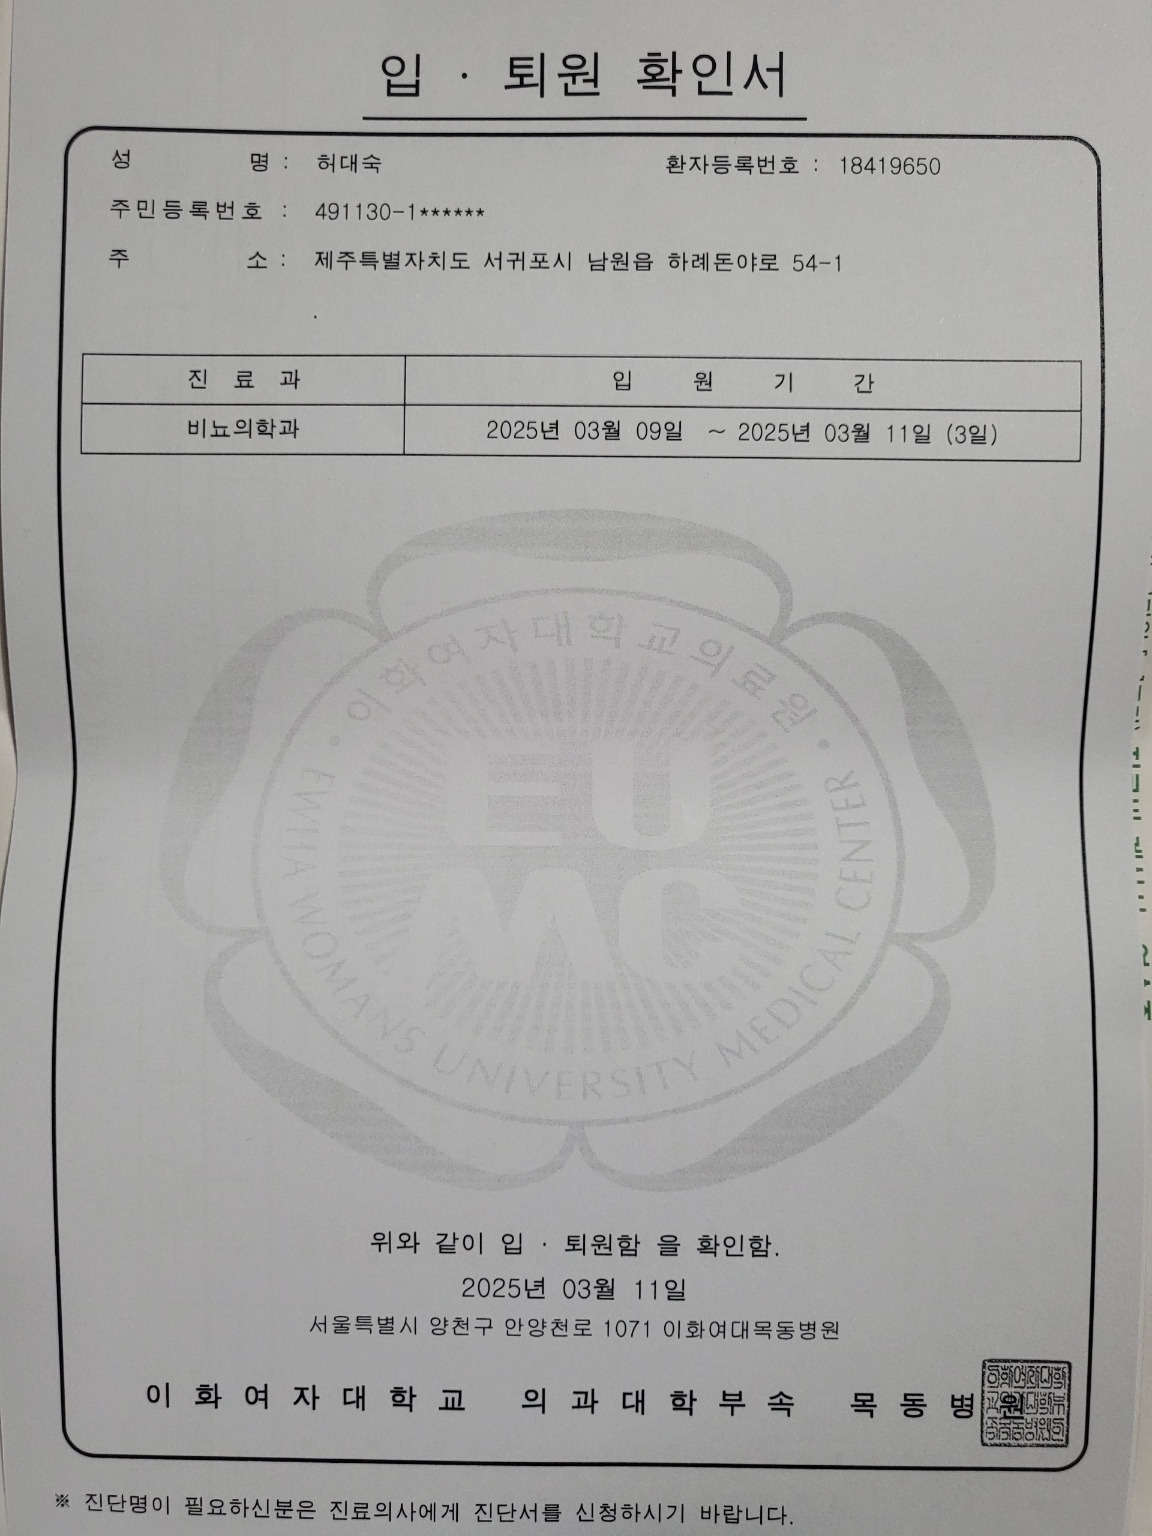 입 · 퇴원 확인서
성 명 : 허대숙 환자등록번호 : 18419650
주민등록번호 : 491130-1******
주 소 : 제주특별자치도 서귀포시 남원읍 하례돈야로 54-1
진 료 과 입 원 기 간
비뇨의학과 2025년 03월 09일 ~ 2025년 03월 11일 (3일)
이화여자대학교의료원
EU
MC
EWHA WOMANS UNIVERSITY MEDICAL CENTER
위와 같이 입 · 퇴원함 을 확인함.
2025년 03월 11일
서울특별시 양천구 안양천로 1071 이화여대목동병원
이 화 여 자 대 학 교 의 과 대 학 부 속 목 동 병 원
※ 진단명이 필요하신분은 진료의사에게 진단서를 신청하시기 바랍니다.